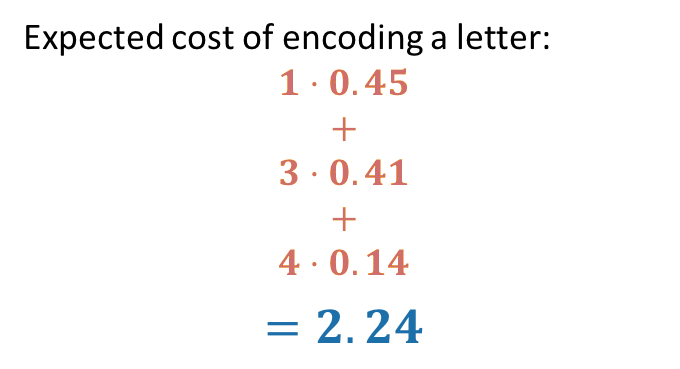 Expected cost of encoding a letter:
1 · 0.45
+
3 · 0.41
+
4 · 0.14
= 2.24